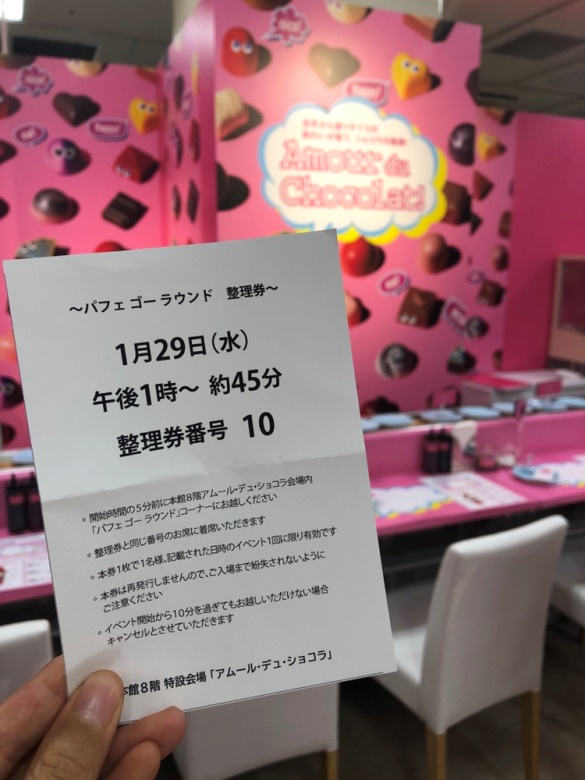 Amour du
Chocolat!
~パフェ ゴー ラウンド 整理券~
1月29日(水)
午後1時~ 約45分
整理券番号 10
◦ 開始時間の5分前に本館8階アムール・デュ・ショコラ会場内
「パフェ ゴー ラウンド」コーナーにお越しください
◦ 整理券と同じ番号のお席に着席いただきます
◦ 本券1枚で1名様、記載された日時のイベント1回に限り有効です
◦ 本券は再発行しませんので、ご入場まで紛失されないように
ご注意ください
◦ イベント開始から10分を過ぎてもお越しいただけない場合
キャンセルとさせていただきます
本館8階 特設会場「アムール・デュ・ショコラ」